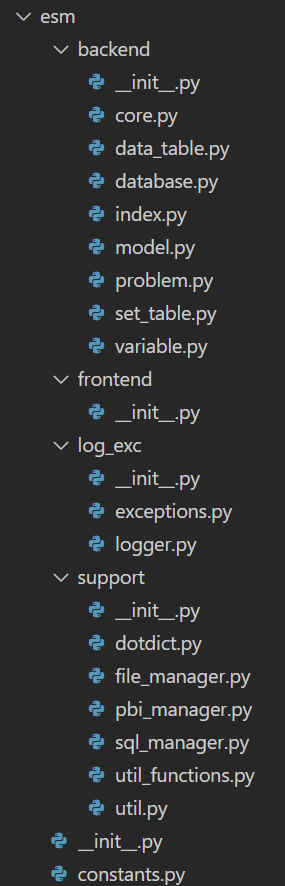 esm
backend
__init__.py
core.py
data_table.py
database.py
index.py
model.py
problem.py
set_table.py
variable.py
frontend
__init__.py
log_exc
__init__.py
exceptions.py
logger.py
support
__init__.py
dotdict.py
file_manager.py
pbi_manager.py
sql_manager.py
util_functions.py
util.py
__init__.py
constants.py